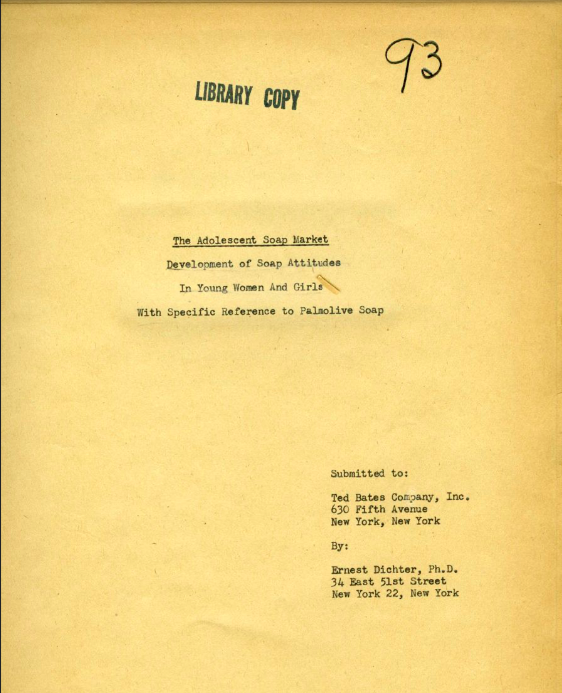 93
LIBRARY COPY
The Adolescent Soap Market
Development of Soap Attitudes
In Young Women And Girls
With Specific Reference to Palmolive Soap
Submitted to:
Ted Bates Company, Inc.
630 Fifth Avenue
New York, New York
By:
Ernest Dichter, Ph.D.
34 East 51st Street
New York 22, New York